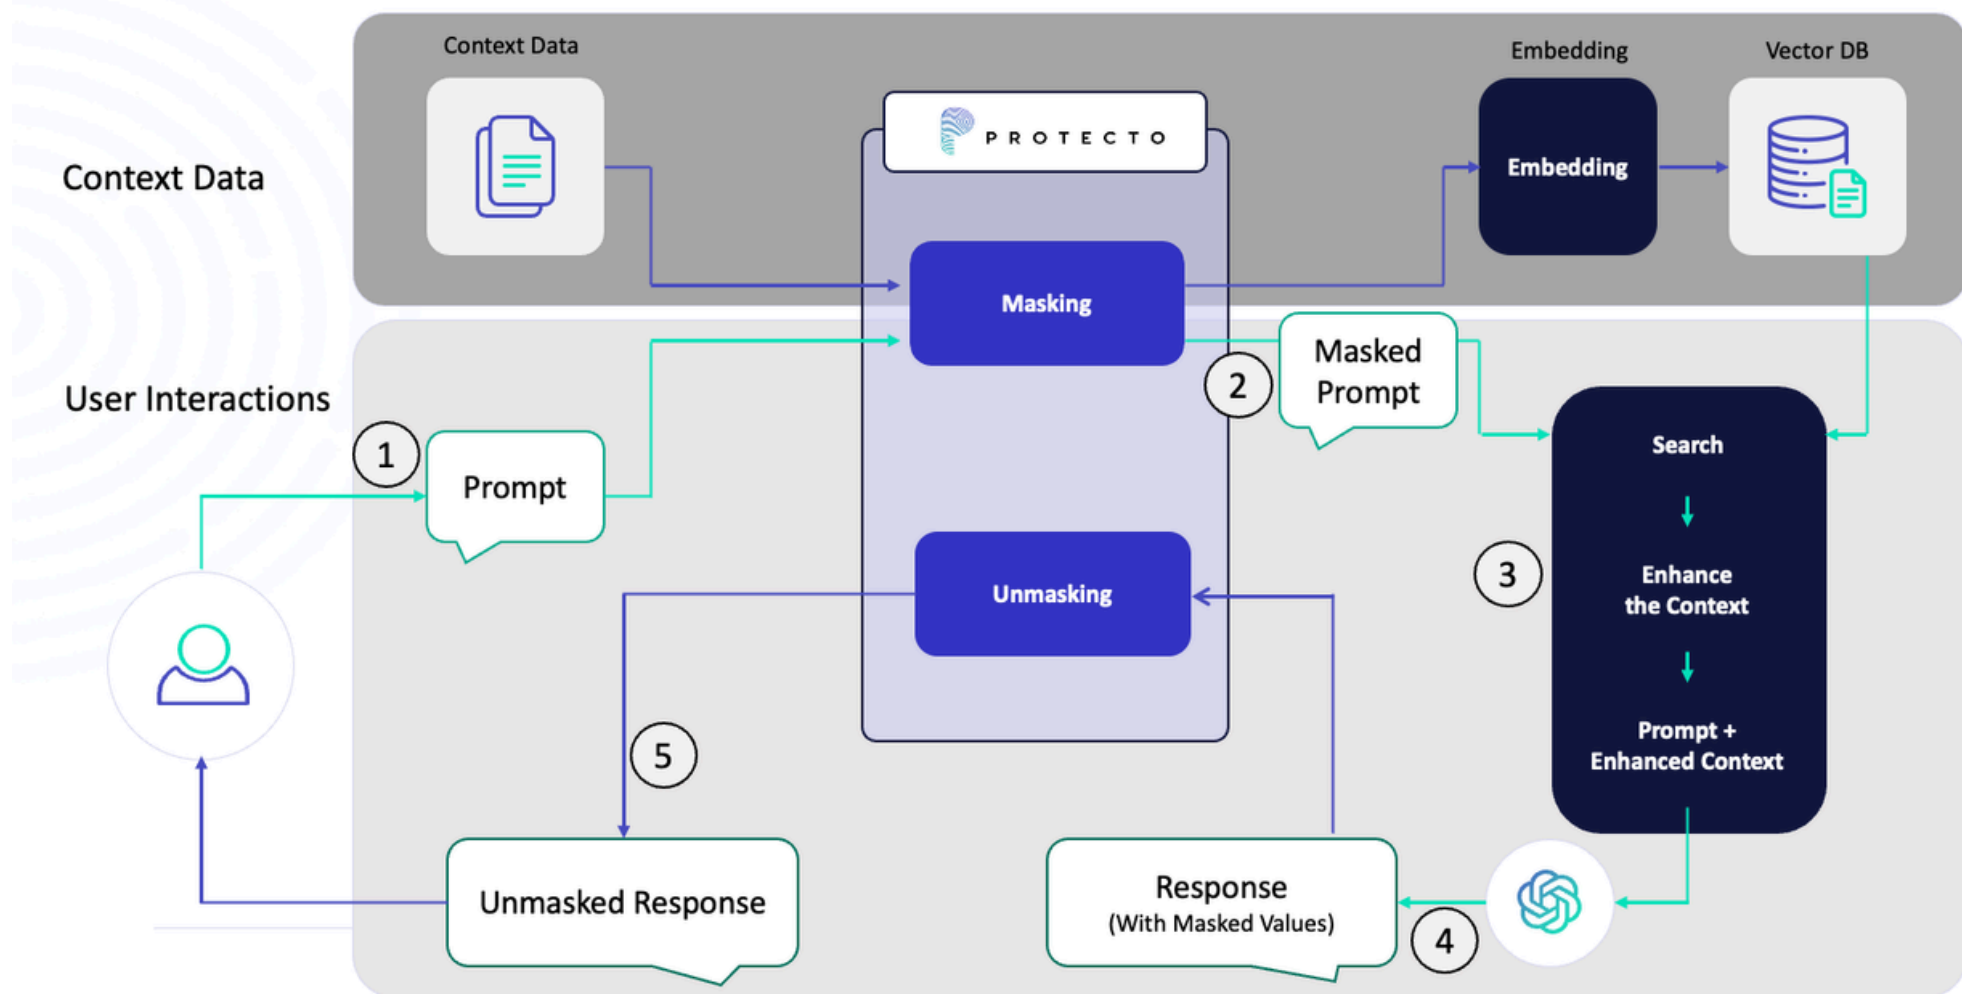 Context Data
Embedding
Vector DB
PROTECTO
Context Data
Embedding
Masking
Masked
Prompt
2
User Interactions
1
Prompt
Search
Enhance
the Context
3
Unmasking
Prompt +
Enhanced Context
5
Unmasked Response
Response
(With Masked Values)
4